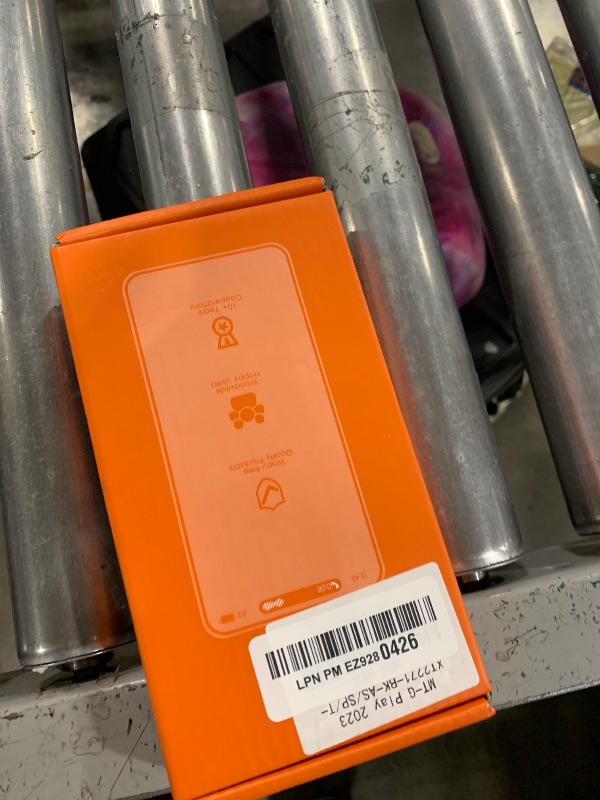 10+ Years
Cooperations
Worldwide
Happy Users
Worry-free
Quality Products
LPN PM EZ9280426
MT-G Play 2023
XT2271-RK-AS/SP/T-